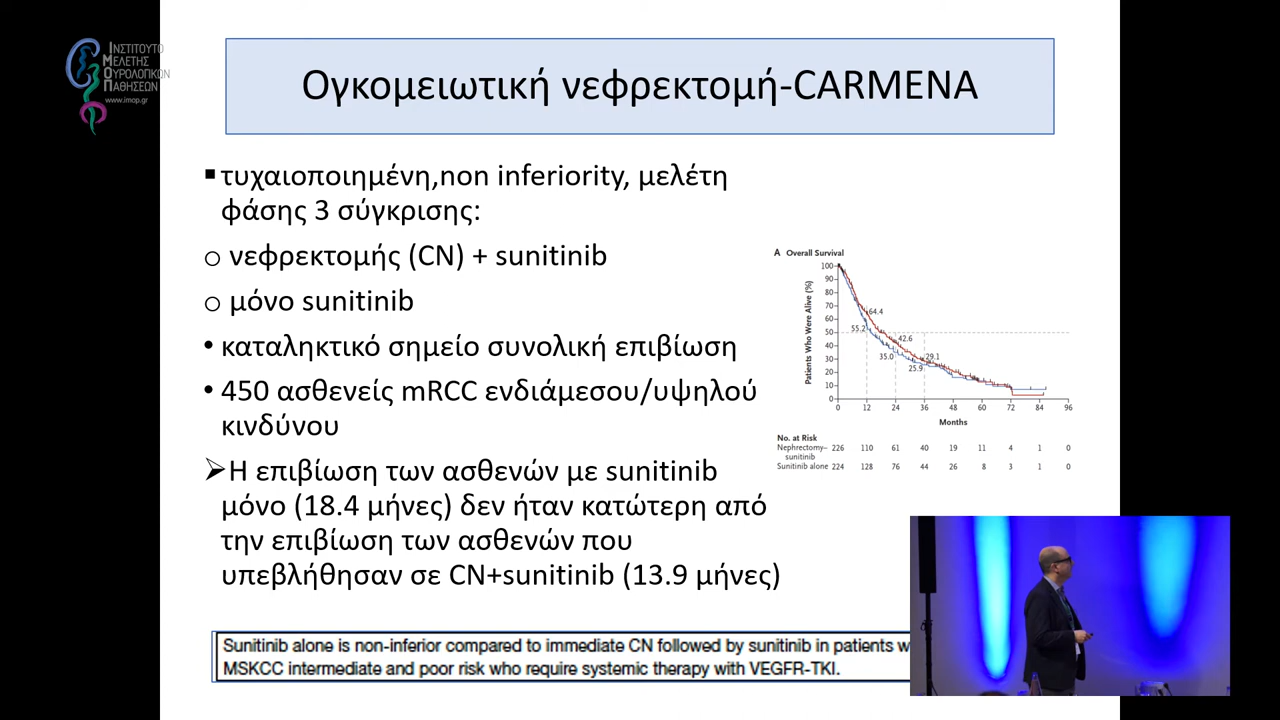 ΙΝΣΤΙΤΟΥΤΟ
ΜΕΛΕΤΗΣ
ΟΥΡΟΛΟΓΙΚΩΝ
ΠΑΘΗΣΕΩΝ
www.imop.gr
Ογκομειωτική νεφρεκτομή-CARMENA
▪ τυχαιοποιημένη,non inferiority, μελέτη
φάσης 3 σύγκρισης:
o νεφρεκτομής (CN) + sunitinib
o μόνο sunitinib
• καταληκτικό σημείο συνολική επιβίωση
• 450 ασθενείς mRCC ενδιάμεσου/υψηλού
κινδύνου
➢ Η επιβίωση των ασθενών με sunitinib
μόνο (18.4 μήνες) δεν ήταν κατώτερη από
την επιβίωση των ασθενών που
υπεβλήθησαν σε CN+sunitinib (13.9 μήνες)
A Overall Survival
Patients Who Were Alive (%)
100
90
80
70
60
50
40
30
20
10
0
64.4
55.2
42.6
35.0
29.1
25.9
0 12 24 36 48 60 72 84 96
Months
No. at Risk
Nephrectomy– 226 110 61 40 19 11 4 1 0
sunitinib
Sunitinib alone 224 128 76 44 26 8 3 1 0
Sunitinib alone is non-inferior compared to immediate CN followed by sunitinib in patients
MSKCC intermediate and poor risk who require systemic therapy with VEGFR-TKI.